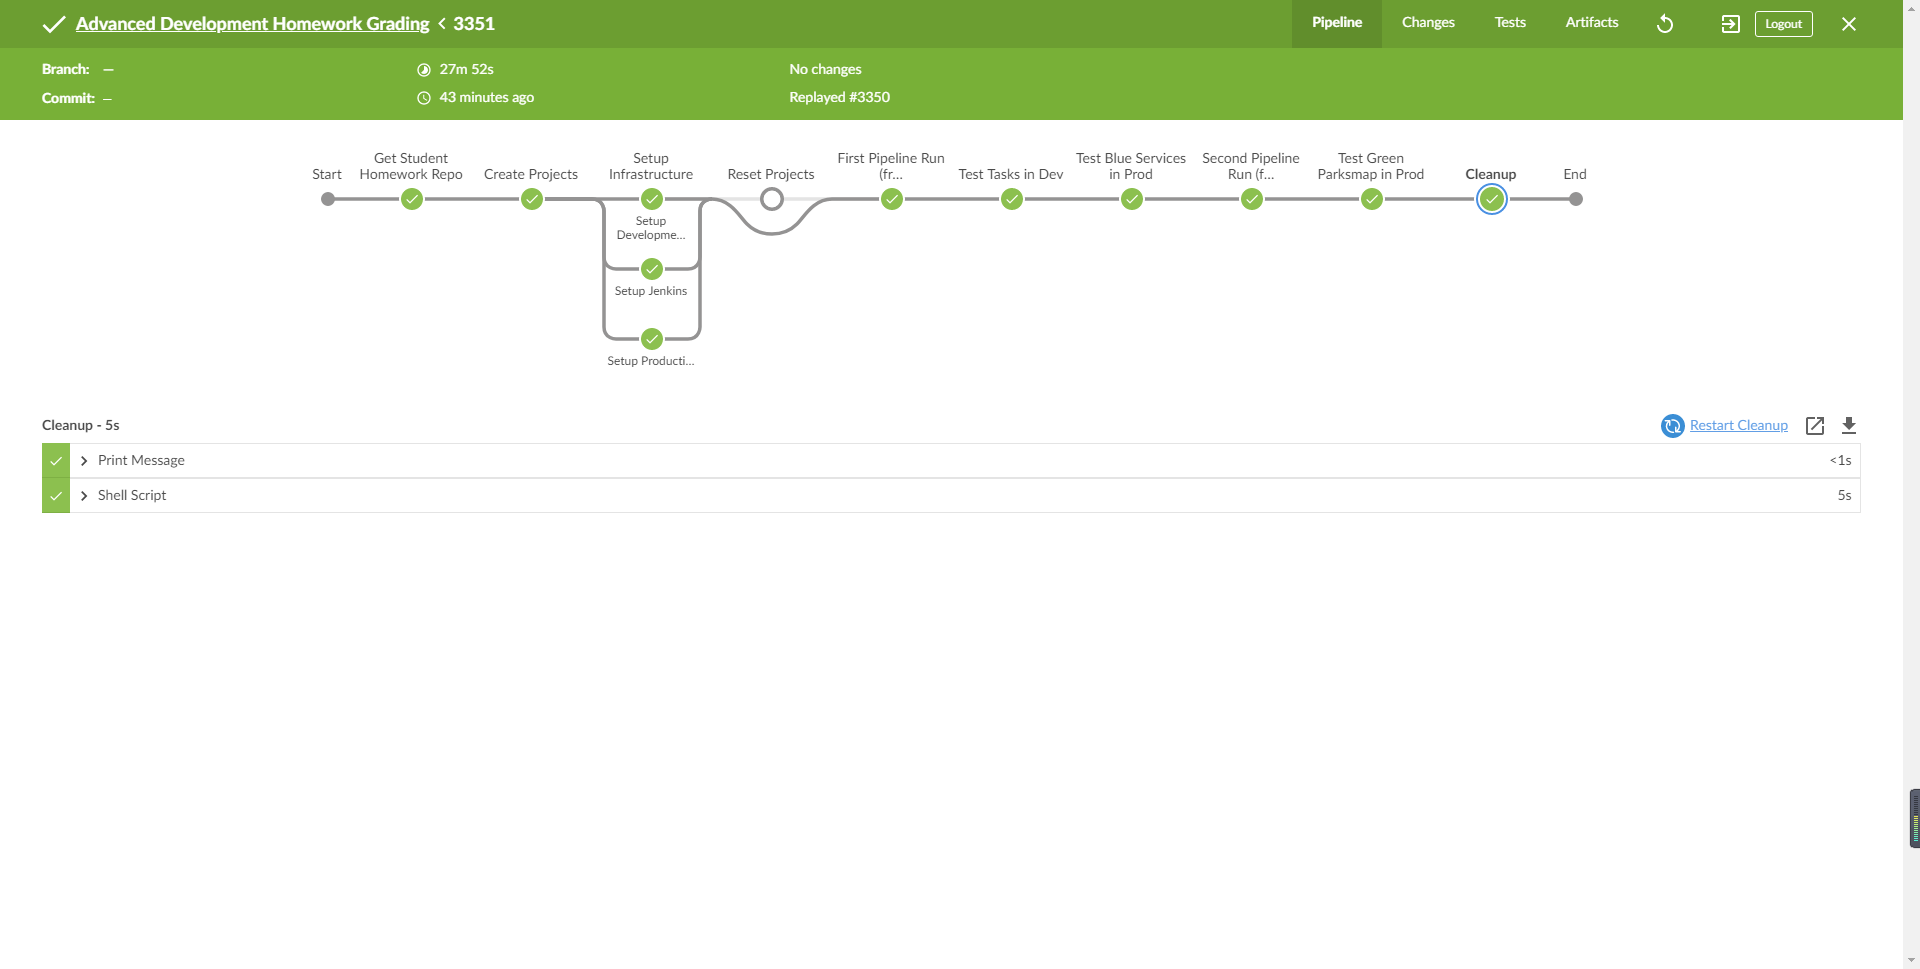 Advanced Development Homework Grading < 3351
Pipeline
Changes
Tests
Artifacts
Logout
Branch: —
27m 52s
No changes
Commit: —
43 minutes ago
Replayed #3350
Start
Get Student
Homework Repo
Create Projects
Setup
Infrastructure
Reset Projects
First Pipeline Run
(fr...
Test Tasks in Dev
Test Blue Services
in Prod
Second Pipeline
Run (f...
Test Green
Parksmap in Prod
Cleanup
End
Setup
Developme...
Setup Jenkins
Setup Producti...
Cleanup - 5s
Restart Cleanup
Print Message
<1s
Shell Script
5s